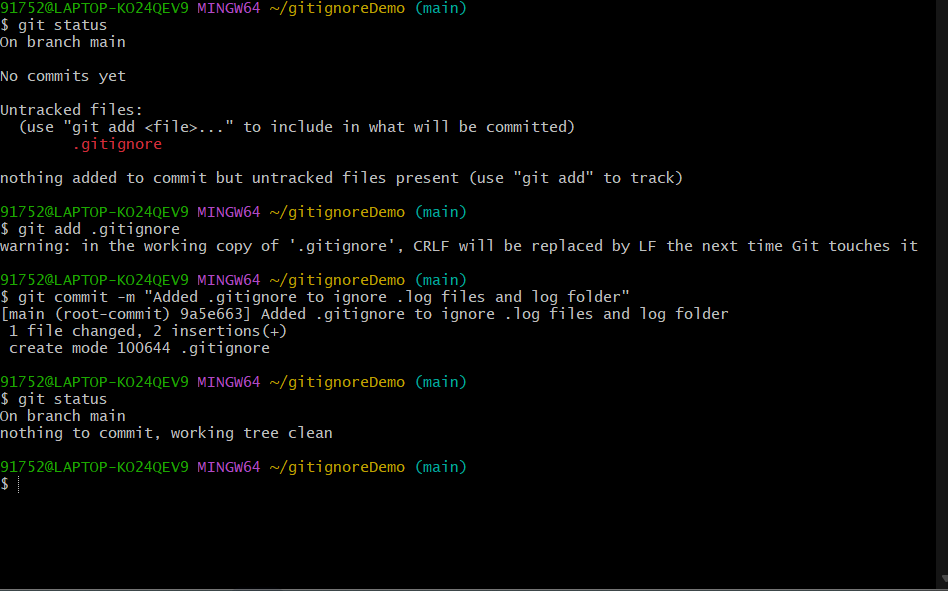 91752@LAPTOP-KO24QEV9 MINGW64 ~/gitignoreDemo (main)
$ git status
On branch main
No commits yet
Untracked files:
  (use "git add <file>..." to include in what will be committed)
        .gitignore
nothing added to commit but untracked files present (use "git add" to track)
91752@LAPTOP-KO24QEV9 MINGW64 ~/gitignoreDemo (main)
$ git add .gitignore
warning: in the working copy of '.gitignore', CRLF will be replaced by LF the next time Git touches it
91752@LAPTOP-KO24QEV9 MINGW64 ~/gitignoreDemo (main)
$ git commit -m "Added .gitignore to ignore .log files and log folder"
[main (root-commit) 9a5e663] Added .gitignore to ignore .log files and log folder
 1 file changed, 2 insertions(+)
 create mode 100644 .gitignore
91752@LAPTOP-KO24QEV9 MINGW64 ~/gitignoreDemo (main)
$ git status
On branch main
nothing to commit, working tree clean
91752@LAPTOP-KO24QEV9 MINGW64 ~/gitignoreDemo (main)
$